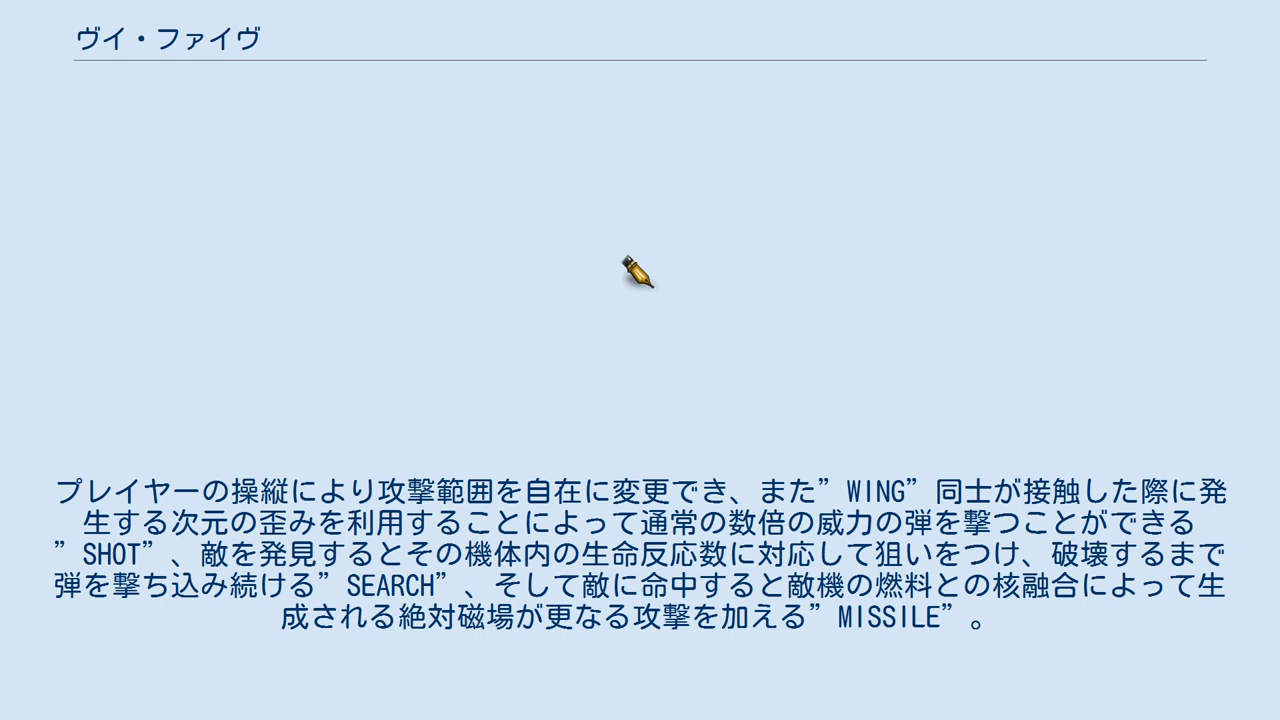 ヴイ・ファイヴ
プレイヤーの操縦により攻撃範囲を自在に変更でき、また”WING”同士が接触した際に発
生する次元の歪みを利用することによって通常の数倍の威力の弾を撃つことができる
”SHOT”、敵を発見するとその機体内の生命反応数に対応して狙いをつけ、破壊するまで
弾を撃ち込み続ける”SEARCH”、そして敵に命中すると敵機の燃料との核融合によって生
成される絶対磁場が更なる攻撃を加える”MISSILE”。